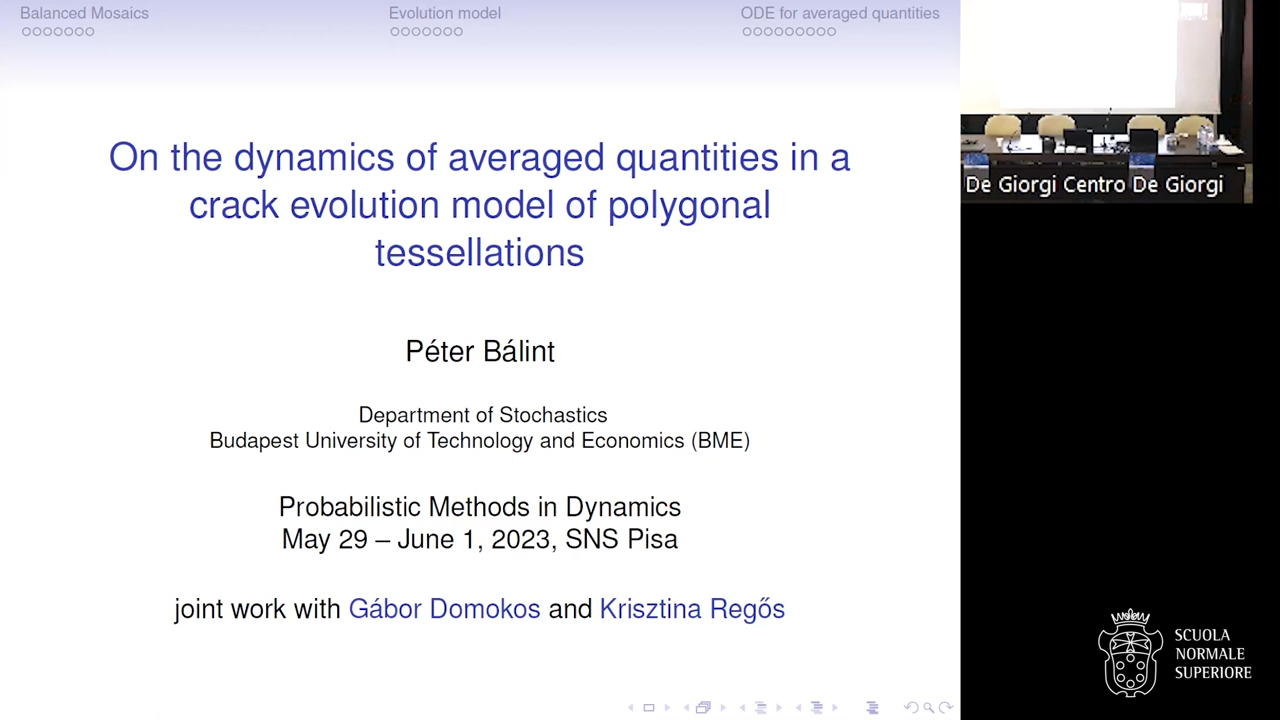 Balanced Mosaics
Evolution model
ODE for averaged quantities
On the dynamics of averaged quantities in a
crack evolution model of polygonal
tessellations
Péter Bálint
Department of Stochastics
Budapest University of Technology and Economics (BME)
Probabilistic Methods in Dynamics
May 29 – June 1, 2023, SNS Pisa
joint work with Gábor Domokos and Krisztina Regős
De Giorgi Centro De Giorgi
SCUOLA
NORMALE
SUPERIORE